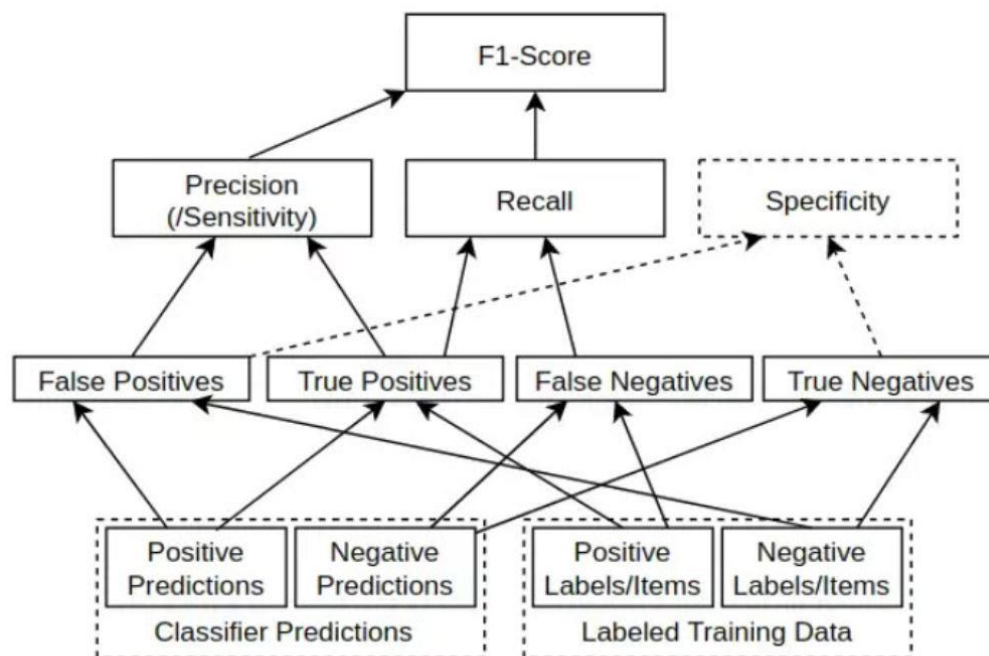 F1-Score
Precision
(/Sensitivity)
Recall
Specificity
False Positives
True Positives
False Negatives
True Negatives
Positive
Predictions
Negative
Predictions
Positive
Labels/Items
Negative
Labels/Items
Classifier Predictions
Labeled Training Data